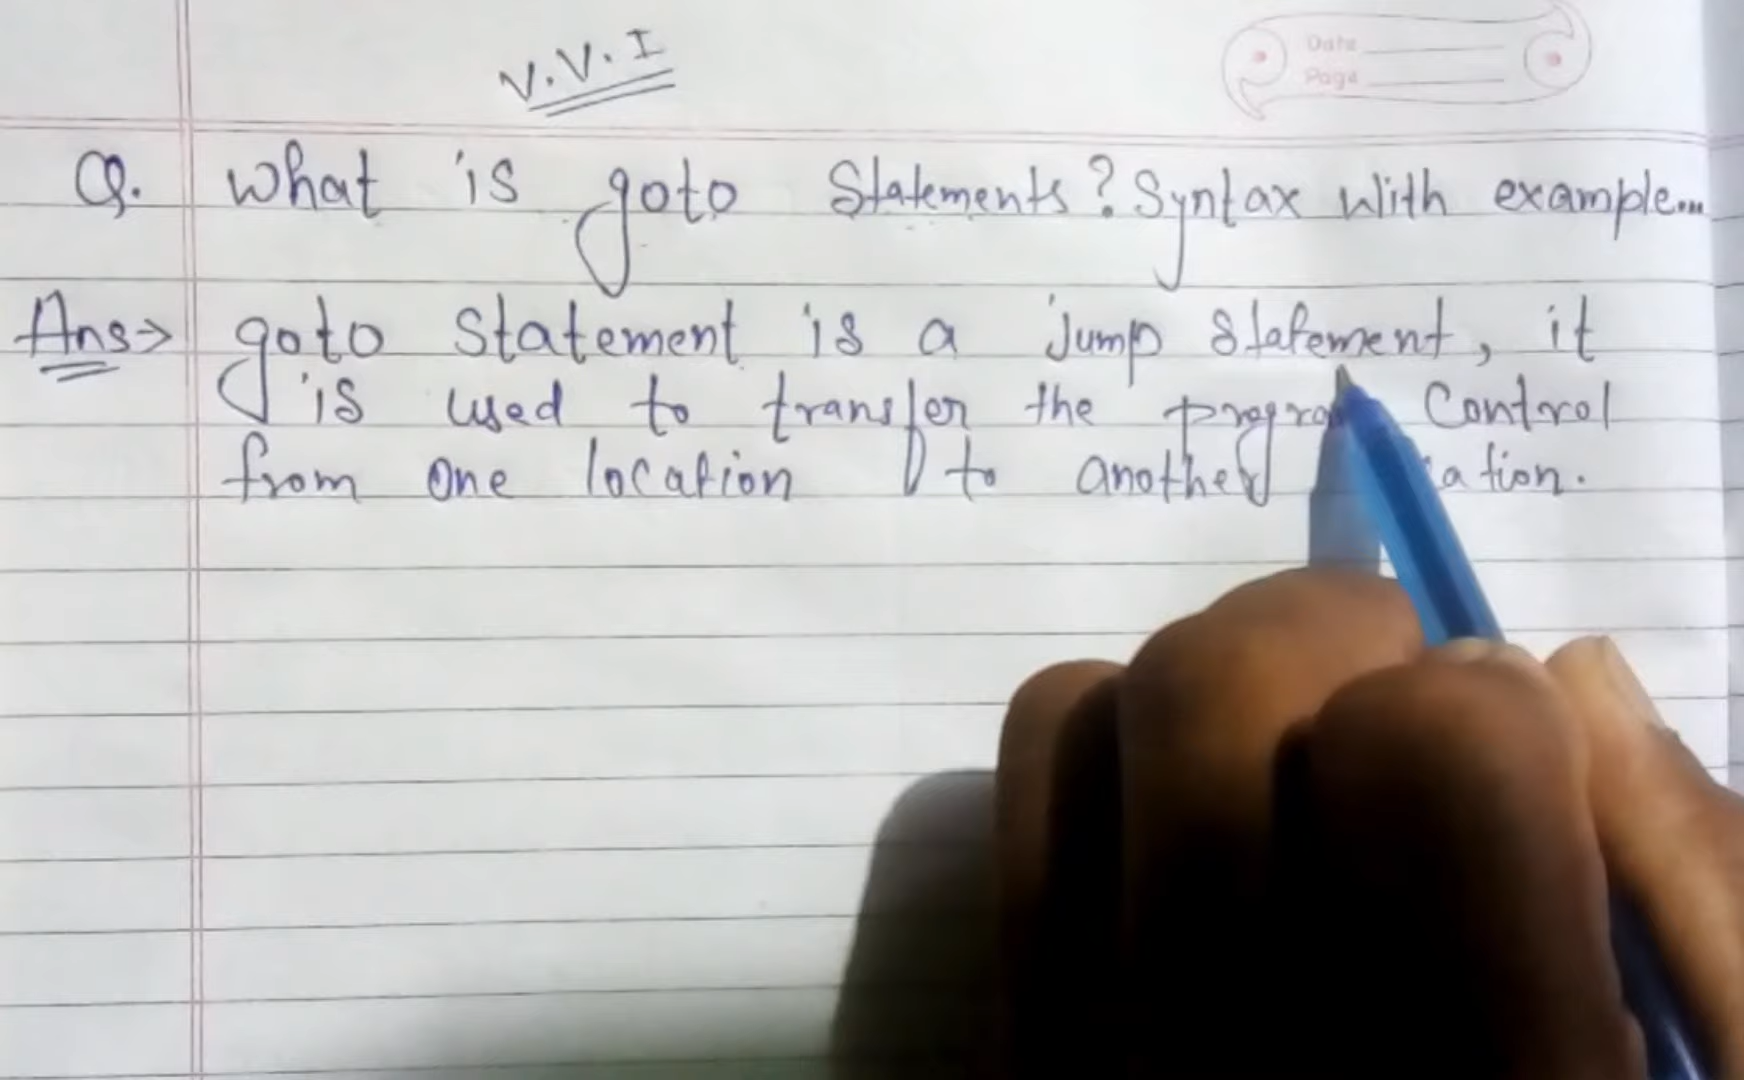 V.V.I
Date
Page
Q. What is goto Statements? Syntax With example...
Ans→ goto Statement is a Jump Statement, it
is used to transfer the Control
from one location to another